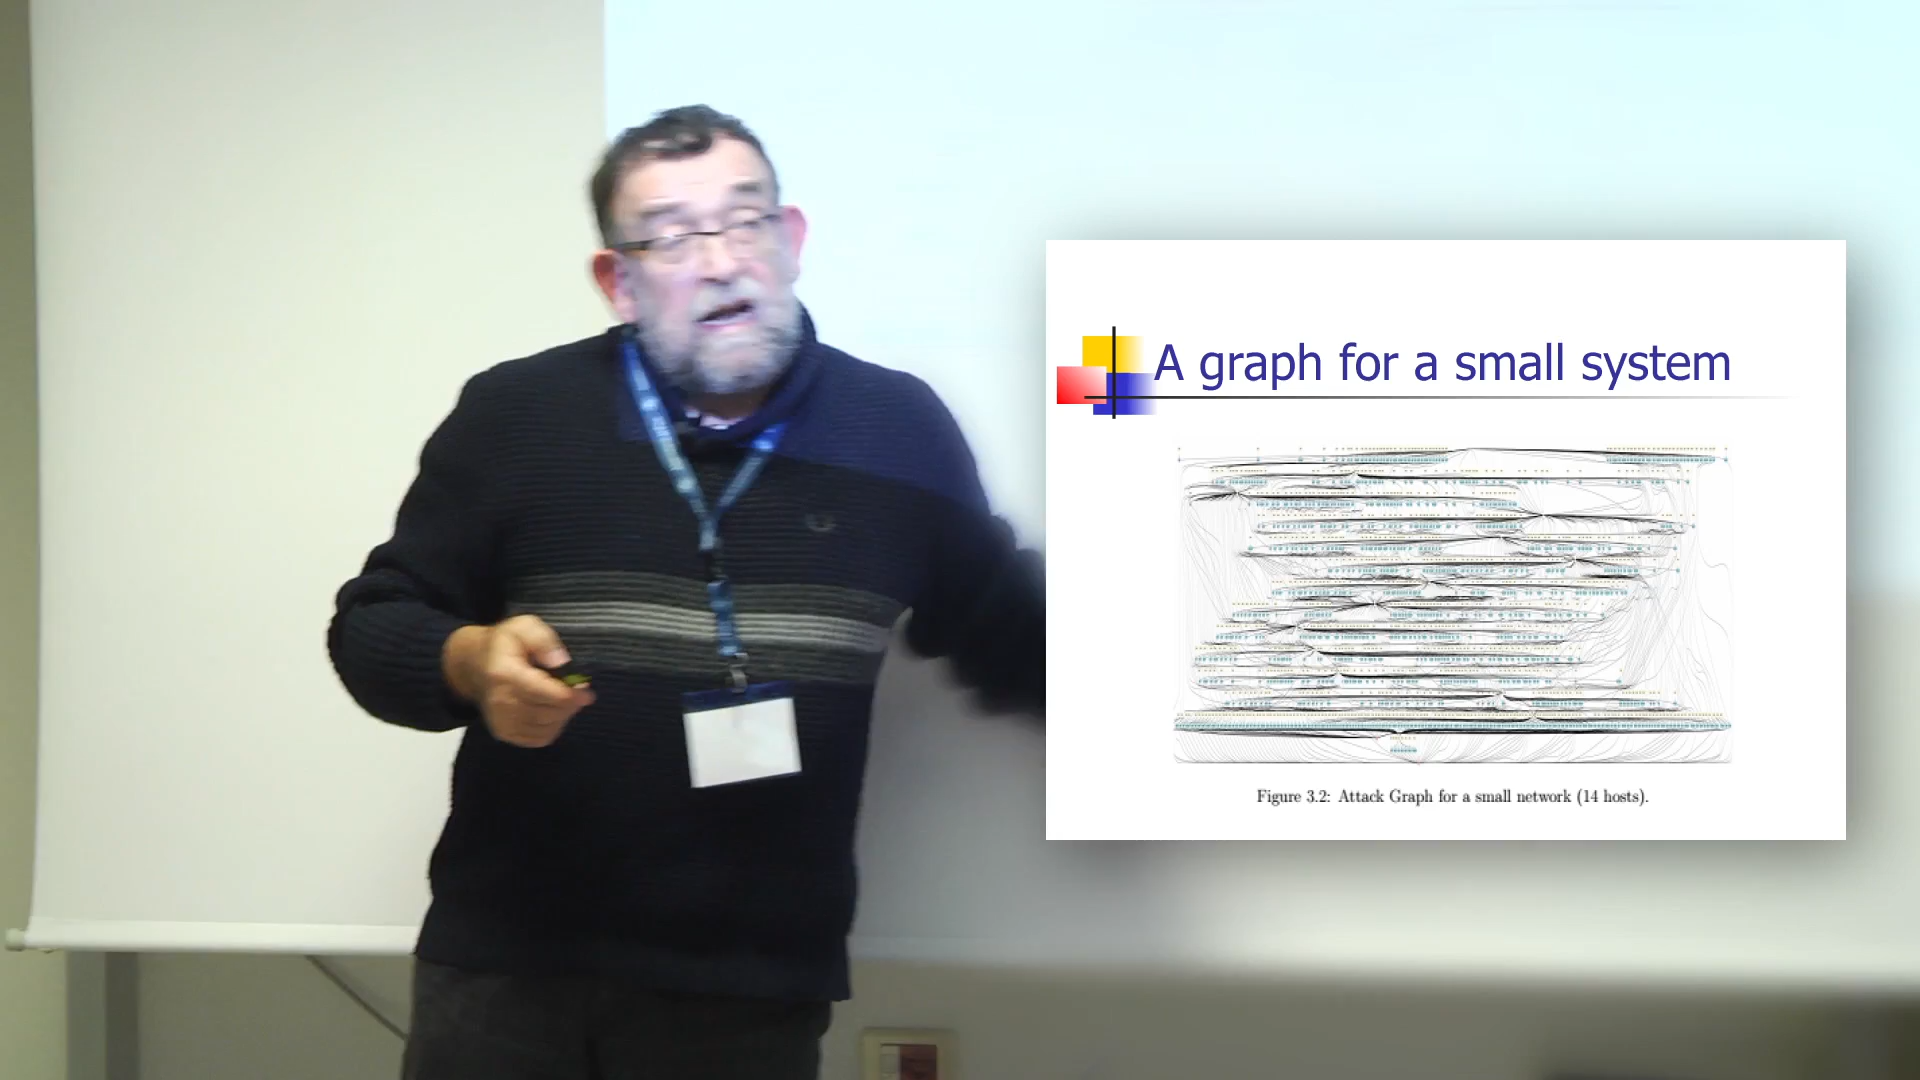 A graph for a small system
Figure 3.2: Attack Graph for a small network (14 hosts).